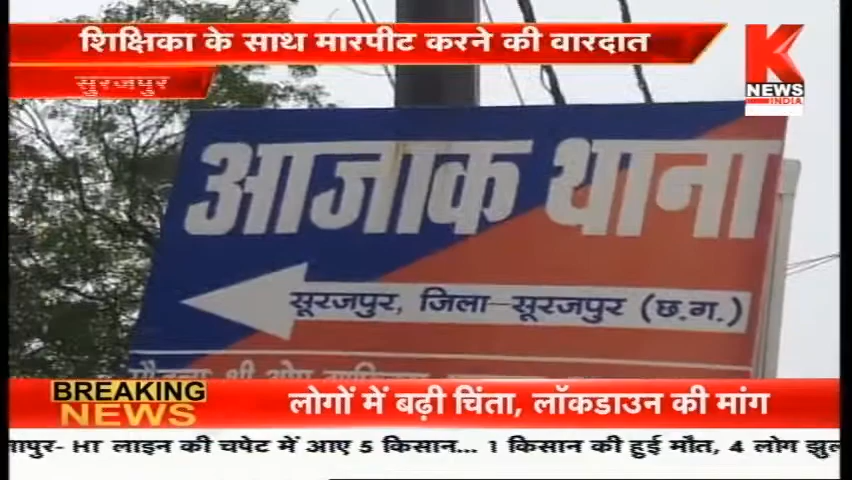 शिक्षिका के साथ मारपीट करने की वारदात
सुरजपुर
K
NEWS
INDIA
आजाक थाना
सूरजपुर, जिला-सूरजपुर (छ.ग.)
BREAKING
NEWS
लोगों में बढ़ी चिंता, लॉकडाउन की मांग
HT लाइन की चपेट में आए 5 किसान... 1 किसान की हुई मौत, 4 लोग